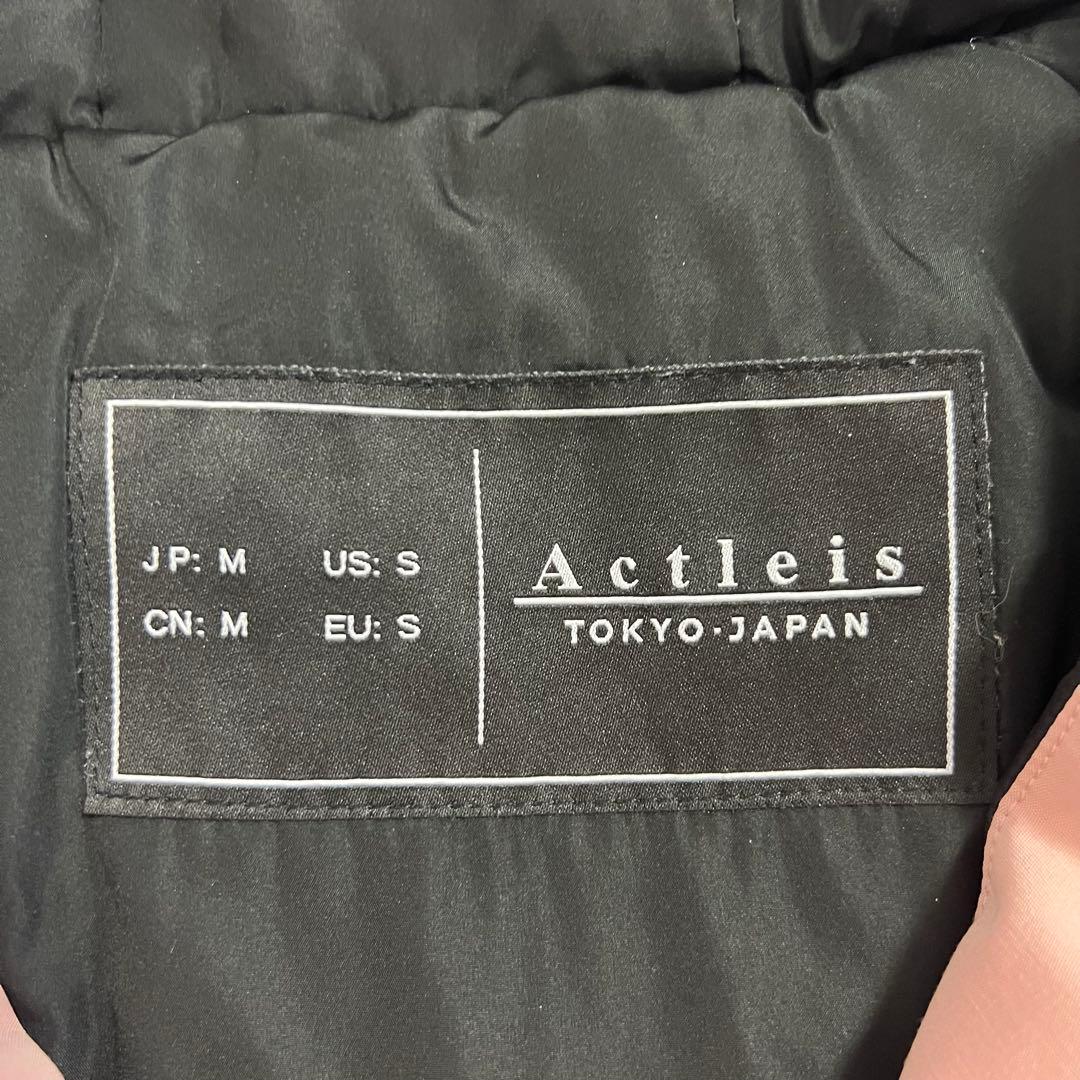 JP: M US: S
CN: M EU: S
Actleis
TOKYO·JAPAN